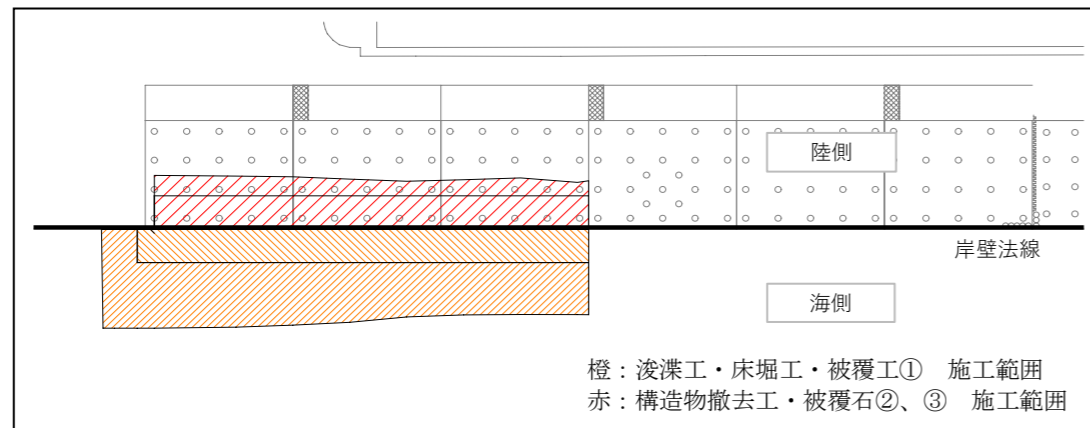 陸側
岸壁法線
海側
橙：浚渫工・床堀工・被覆工① 施工範囲
赤：構造物撤去工・被覆石②、③ 施工範囲